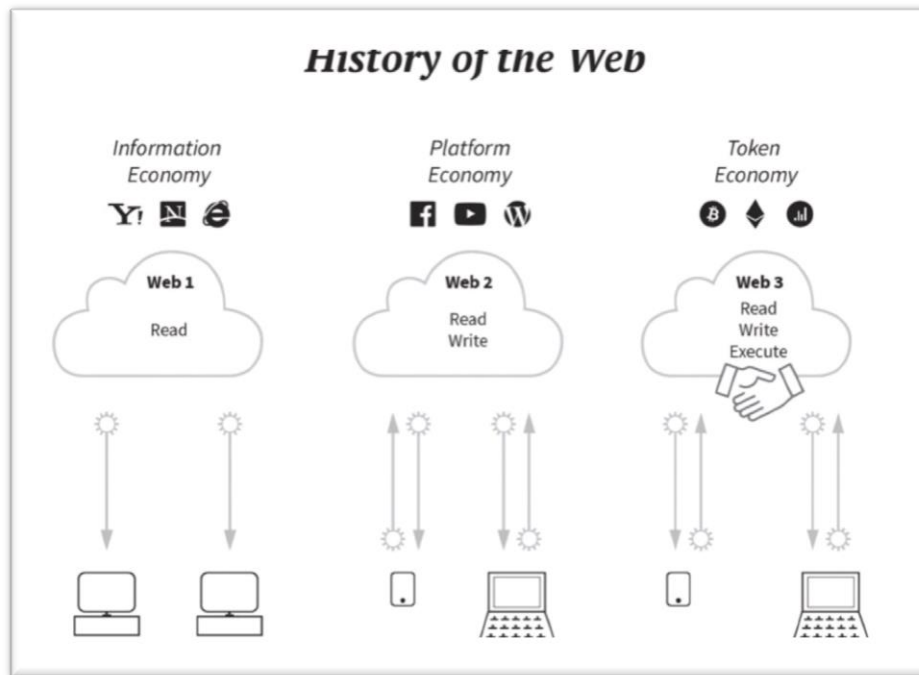 History of the Web
Information
Economy
Platform
Economy
Token
Economy
Y!
N
e
f
W
B
Web 1
Read
Web 2
Read
Write
Web 3
Read
Write
Execute